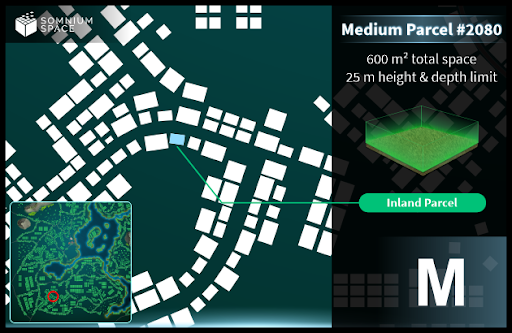 SOMNIUM
SPACE
Medium Parcel #2080
600 m² total space
25 m height & depth limit
Inland Parcel
M